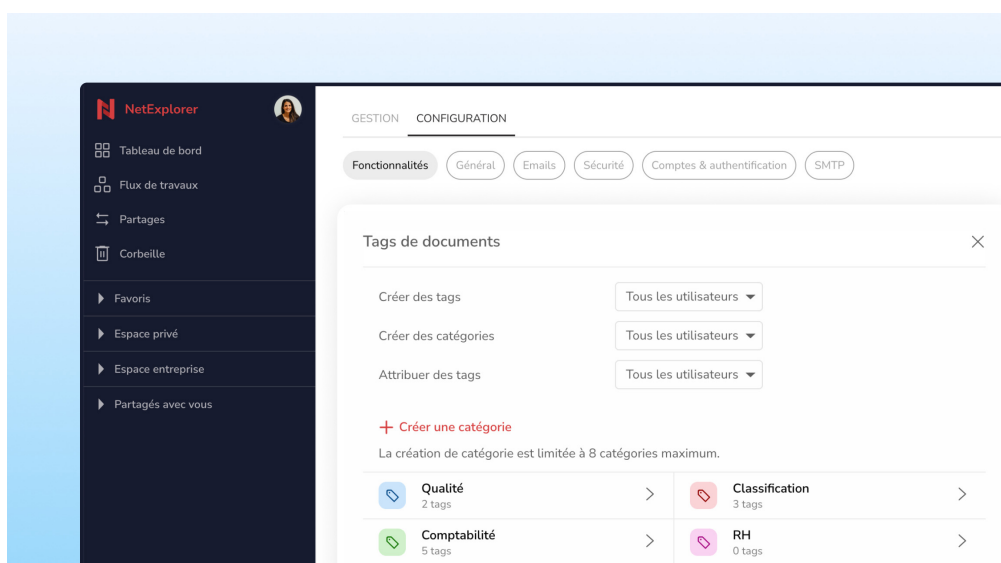 NetExplorer
Tableau de bord
Flux de travaux
Partages
Corbeille
Favoris
Espace privé
Espace entreprise
Partagés avec vous
GESTION CONFIGURATION
Fonctionnalités Général Emails Sécurité Comptes & authentification SMTP
Tags de documents
Créer des tags Tous les utilisateurs
Créer des catégories Tous les utilisateurs
Attribuer des tags Tous les utilisateurs
Créer une catégorie
La création de catégorie est limitée à 8 catégories maximum.
Qualité
2 tags
Classification
3 tags
Comptabilité
5 tags
RH
0 tags